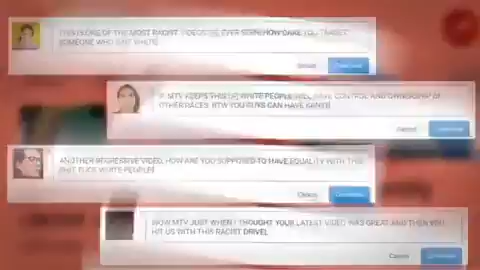 THIS IS ONE OF THE MOST RACIST VIDEOS I'VE EVER SEEN HOW DARE YOU TARGET
SOMEONE WHO ISN'T WHITE
Cancel Comment
IF MTV KEEPS THIS UP, WHITE PEOPLE WILL HAVE CONTROL AND OWNERSHIP OF
OTHER RACES. BTW YOU GUYS CAN HAVE KANYE
Cancel Comment
ANOTHER REGRESSIVE VIDEO, HOW ARE YOU SUPPOSED TO HAVE EQUALITY WITH THIS
SHIT FUCK WHITE PEOPLE!
Cancel Comment
WOW MTV JUST WHEN I THOUGHT YOUR LATEST VIDEO WAS GREAT AND THEN YOU
HIT US WITH THIS RACIST DRIVEL
Cancel Comment